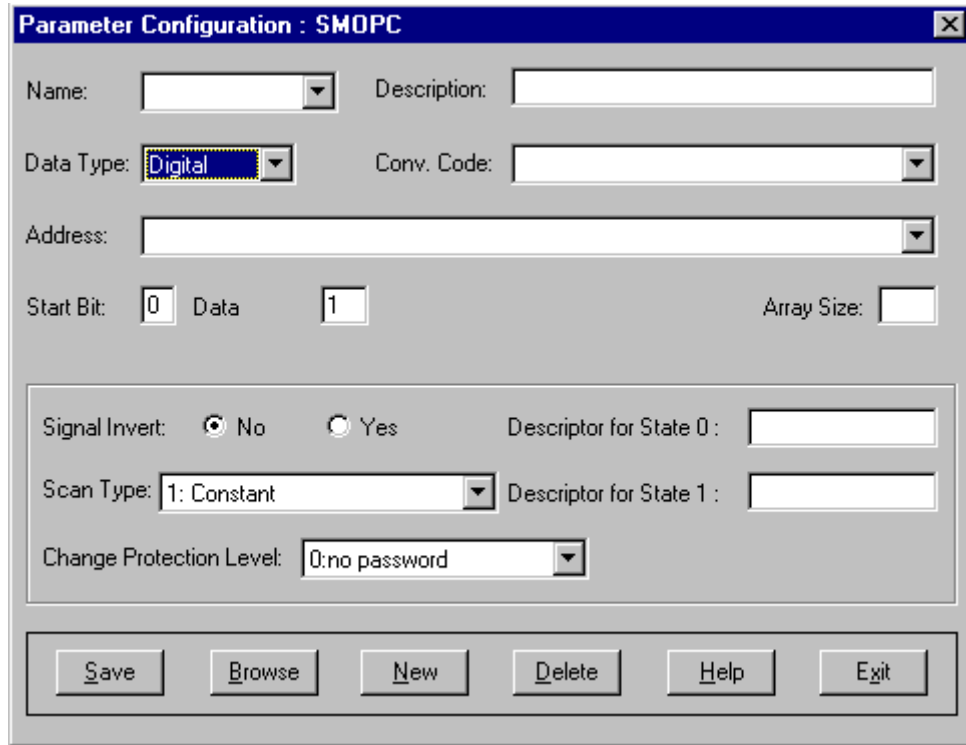 Parameter Configuration : SMOPC
Name: Description:
Data Type: Digital Conv. Code:
Address:
Start Bit: 0 Data 1 Array Size:
Signal Invert: No Yes Descriptor for State 0 :
Scan Type: 1: Constant Descriptor for State 1 :
Change Protection Level: 0:no password
Save Browse New Delete Help Exit